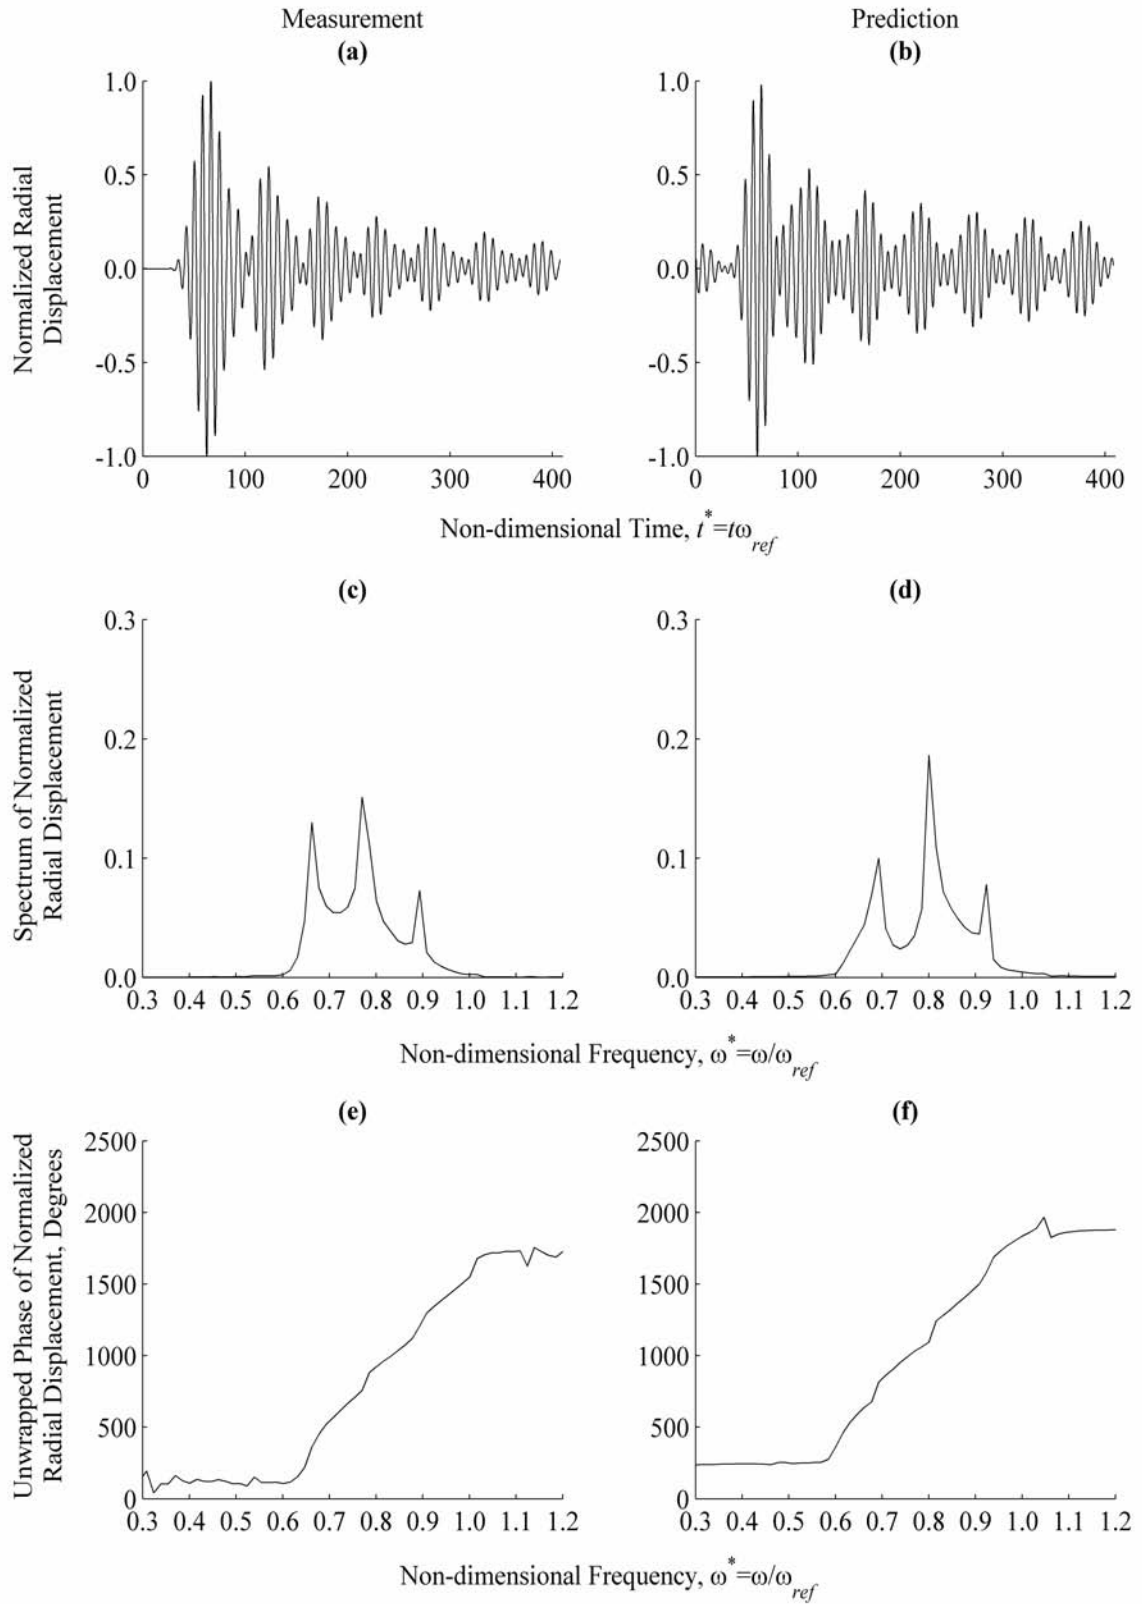 Measurement
Prediction
(a)
(b)
Normalized Radial
Displacement
1.0
0.5
0.0
-0.5
-1.0
0 100 200 300 400
1.0
0.5
0.0
-0.5
-1.0
0 100 200 300 400
Non-dimensional Time, t*=tωref
(c)
(d)
Spectrum of Normalized
Radial Displacement
0.3
0.2
0.1
0.0
0.3 0.4 0.5 0.6 0.7 0.8 0.9 1.0 1.1 1.2
0.3
0.2
0.1
0.0
0.3 0.4 0.5 0.6 0.7 0.8 0.9 1.0 1.1 1.2
Non-dimensional Frequency, ω*=ω/ωref
(e)
(f)
Unwrapped Phase of Normalized
Radial Displacement, Degrees
2500
2000
1500
1000
500
0
0.3 0.4 0.5 0.6 0.7 0.8 0.9 1.0 1.1 1.2
2500
2000
1500
1000
500
0
0.3 0.4 0.5 0.6 0.7 0.8 0.9 1.0 1.1 1.2
Non-dimensional Frequency, ω*=ω/ωref